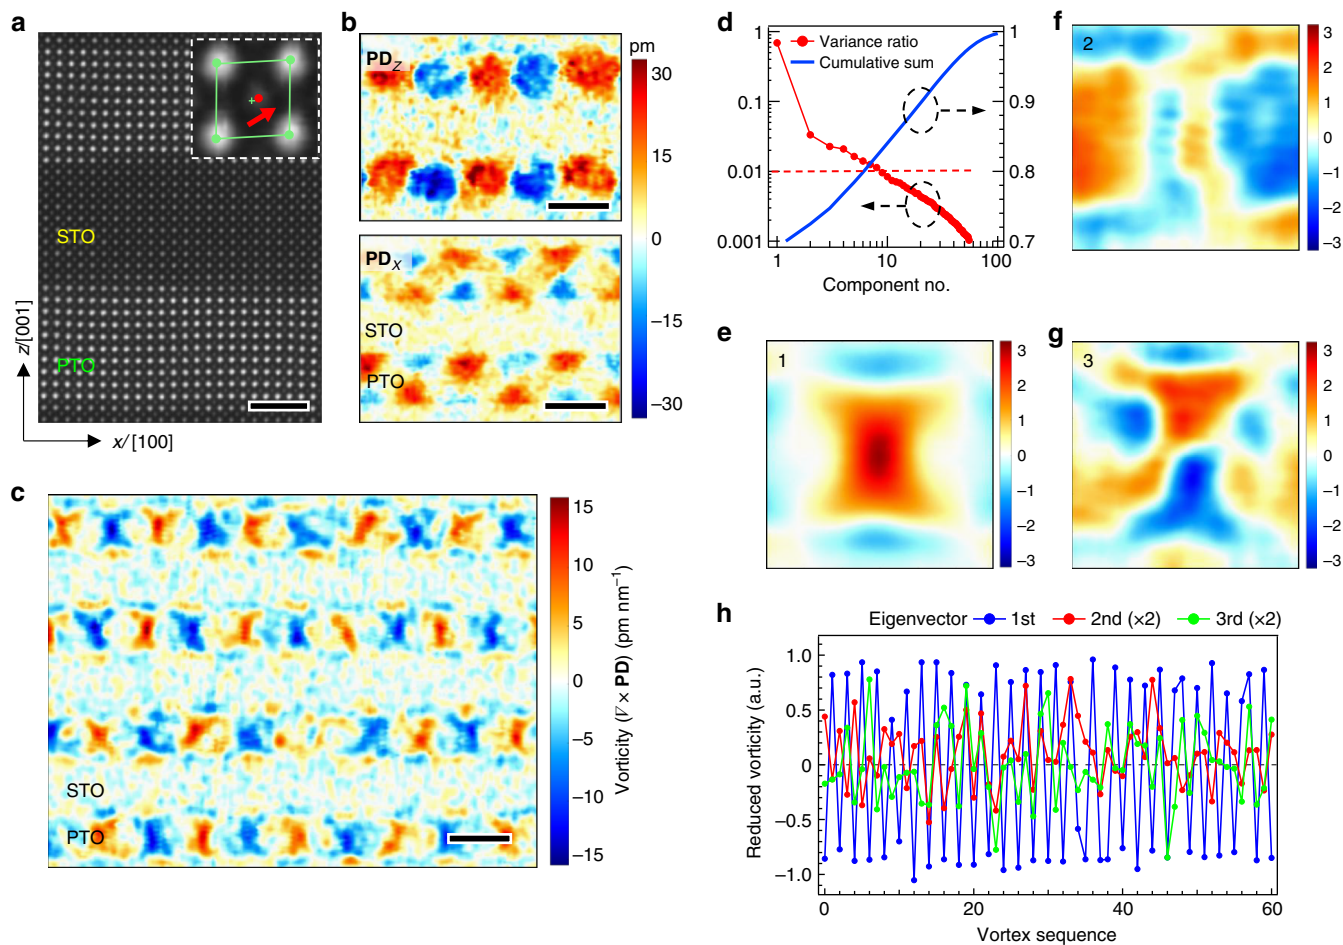 a
STO
PTO
z/[001]
x/ [100]
b
PD_Z
PD_X
STO
PTO
pm
30
15
0
−15
−30
c
STO
PTO
15
10
5
0
−5
−10
−15
Vorticity (∇ × PD) (pm nm⁻¹)
d
Variance ratio
Cumulative sum
1
0.1
0.01
0.001
1
0.9
0.8
0.7
1
10
100
Component no.
e
1
3
2
1
0
−1
−2
−3
f
2
3
2
1
0
−1
−2
−3
g
3
3
2
1
0
−1
−2
−3
h
Eigenvector 1st 2nd (×2) 3rd (×2)
1.0
0.5
0
−0.5
−1.0
Reduced vorticity (a.u.)
0 20 40 60
Vortex sequence